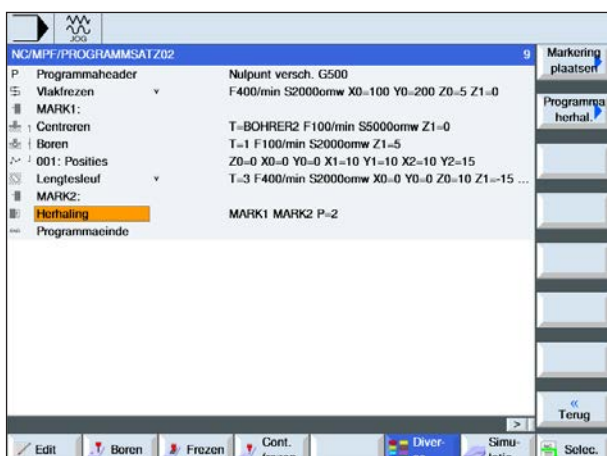 JOG
NC/MPF/PROGRAMMSATZ02 9
P Programmaheader Nulpunt versch. G500
Vlakfrezen v F400/min S2000omw X0=100 Y0=200 Z0=5 Z1=0
MARK1:
Centreren T=BOHRER2 F100/min S5000omw Z1=0
Boren T=1 F100/min S2000omw Z1=5
001: Posities Z0=0 X0=0 Y0=0 X1=10 Y1=10 X2=10 Y2=15
Lengtesleuf v T=3 F400/min S2000omw X0=0 Y0=0 Z0=10 Z1=-15 ...
MARK2:
Herhaling MARK1 MARK2 P=2
END Programmaeinde
Markering
plaatsen
Programma
herhal.
«
Terug
>
Edit
Boren
Frezen
Cont.
Diver-
Simu-
Selec.